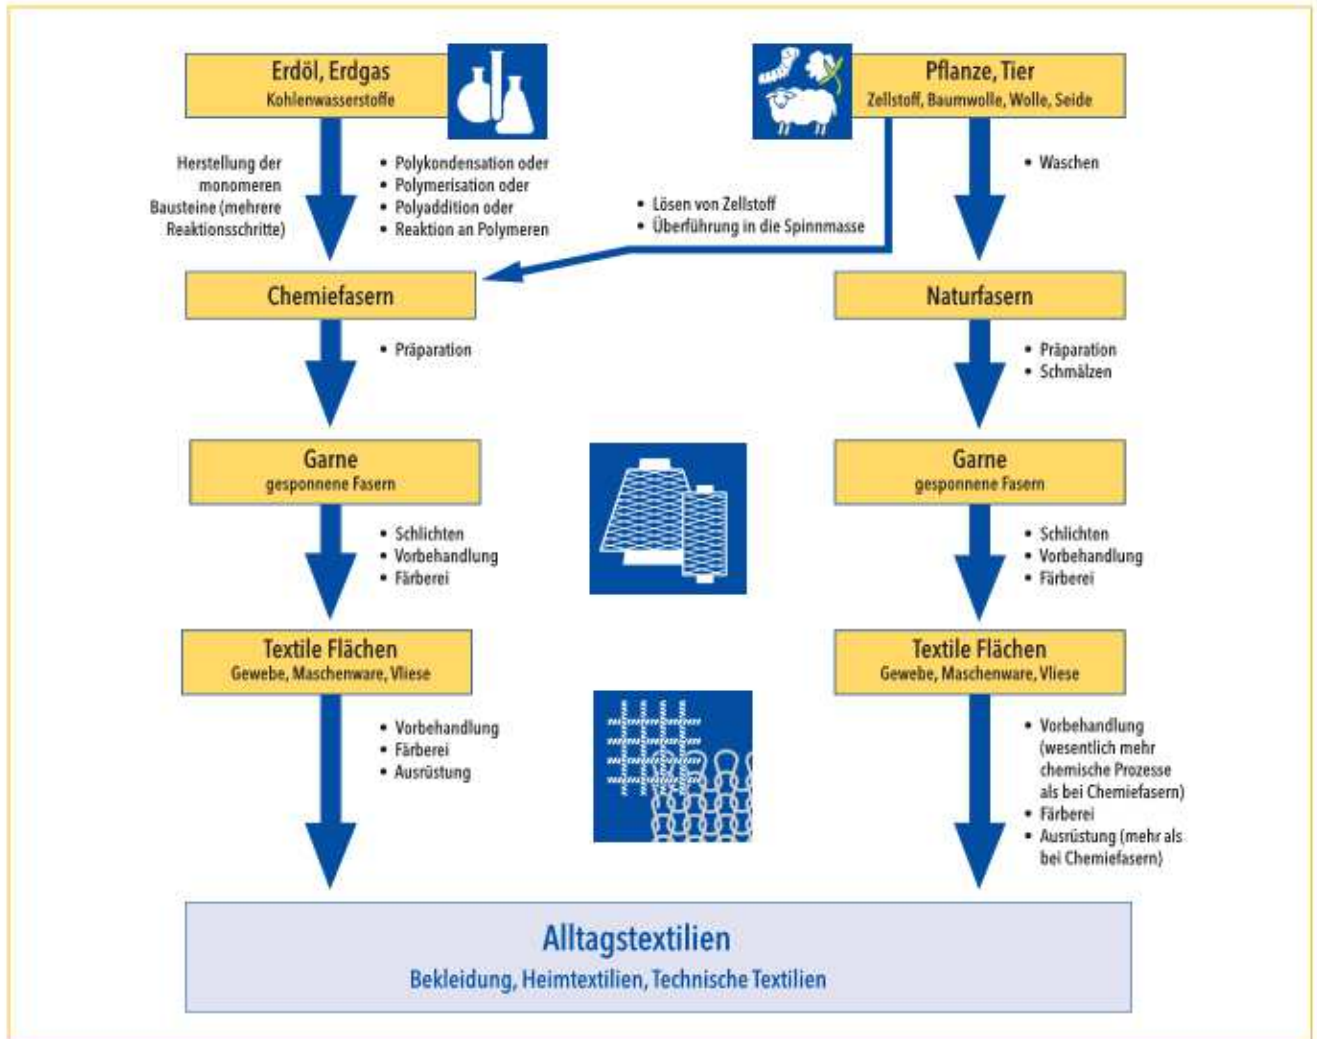 Erdöl, Erdgas
Kohlenwasserstoffe
Pflanze, Tier
Zellstoff, Baumwolle, Wolle, Seide
Herstellung der
monomeren
Bausteine (mehrere
Reaktionsschritte)
• Polykondensation oder
• Polymerisation oder
• Polyaddition oder
• Reaktion an Polymeren
• Lösen von Zellstoff
• Überführung in die Spinnmasse
• Waschen
Chemiefasern
Naturfasern
• Präparation
• Präparation
• Schmälzen
Garne
gesponnene Fasern
Garne
gesponnene Fasern
• Schlichten
• Vorbehandlung
• Färberei
• Schlichten
• Vorbehandlung
• Färberei
Textile Flächen
Gewebe, Maschenware, Vliese
Textile Flächen
Gewebe, Maschenware, Vliese
• Vorbehandlung
• Färberei
• Ausrüstung
• Vorbehandlung
(wesentlich mehr
chemische Prozesse
als bei Chemiefasern)
• Färberei
• Ausrüstung (mehr als
bei Chemiefasern)
Alltagstextilien
Bekleidung, Heimtextilien, Technische Textilien